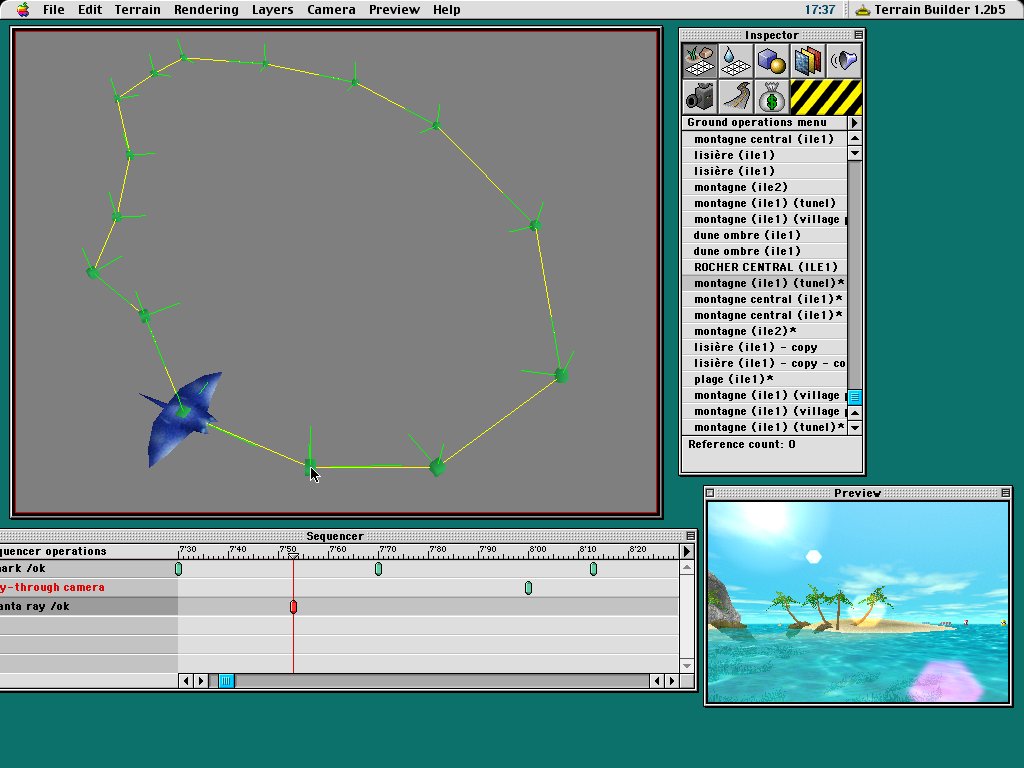 File Edit Terrain Rendering Layers Camera Preview Help 17:37 Terrain Builder 1.2b5
Inspector
Ground operations menu
montagne central (ile1)
lisière (ile1)
lisière (ile1)
montagne (ile2)
montagne (ile1) (tunel)
montagne (ile1) (village
dune ombre (ile1)
dune ombre (ile1)
ROCHER CENTRAL (ILE1)
montagne (ile1) (tunel)*
montagne central (ile1)*
montagne central (ile1)*
montagne (ile2)*
lisière (ile1) - copy
lisière (ile1) - copy - co
plage (ile1)*
montagne (ile1) (village
montagne (ile1) (village
montagne (ile1) (tunel)*
Reference count: 0
Preview
Sequencer
quencer operations 7'30 7'40 7'50 7'60 7'70 7'80 7'90 8'00 8'10 8'20
ark /ok
y-through camera
anta ray /ok